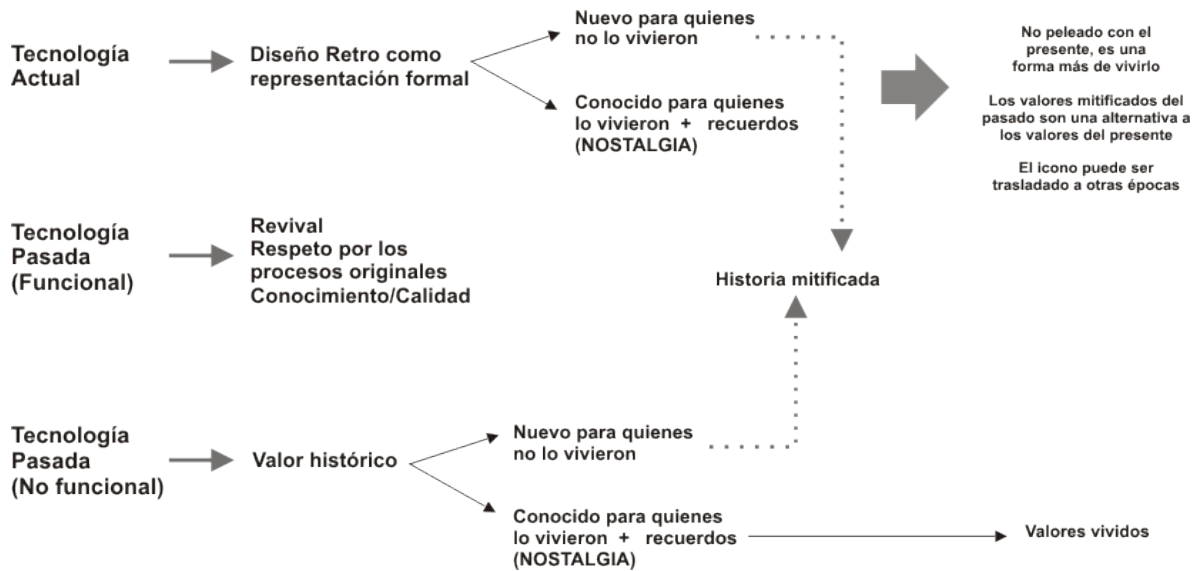 Tecnología
Actual
Diseño Retro como
representación formal
Nuevo para quienes
no lo vivieron
Conocido para quienes
lo vivieron + recuerdos
(NOSTALGIA)
No peleado con el
presente, es una
forma más de vivirlo
Los valores mitificados del
pasado son una alternativa a
los valores del presente
El icono puede ser
trasladado a otras épocas
Tecnología
Pasada
(Funcional)
Revival
Respeto por los
procesos originales
Conocimiento/Calidad
Historia mitificada
Tecnología
Pasada
(No funcional)
Valor histórico
Nuevo para quienes
no lo vivieron
Conocido para quienes
lo vivieron + recuerdos
(NOSTALGIA)
Valores vividos